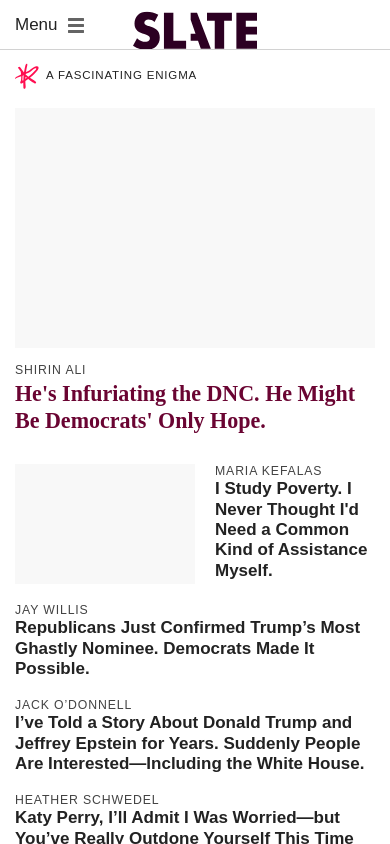 Menu
SLATE
A FASCINATING ENIGMA
SHIRIN ALI
He's Infuriating the DNC. He Might
Be Democrats' Only Hope.
MARIA KEFALAS
I Study Poverty. I
Never Thought I'd
Need a Common
Kind of Assistance
Myself.
JAY WILLIS
Republicans Just Confirmed Trump’s Most
Ghastly Nominee. Democrats Made It
Possible.
JACK O’DONNELL
I’ve Told a Story About Donald Trump and
Jeffrey Epstein for Years. Suddenly People
Are Interested—Including the White House.
HEATHER SCHWEDEL
Katy Perry, I’ll Admit I Was Worried—but
You’ve Really Outdone Yourself This Time